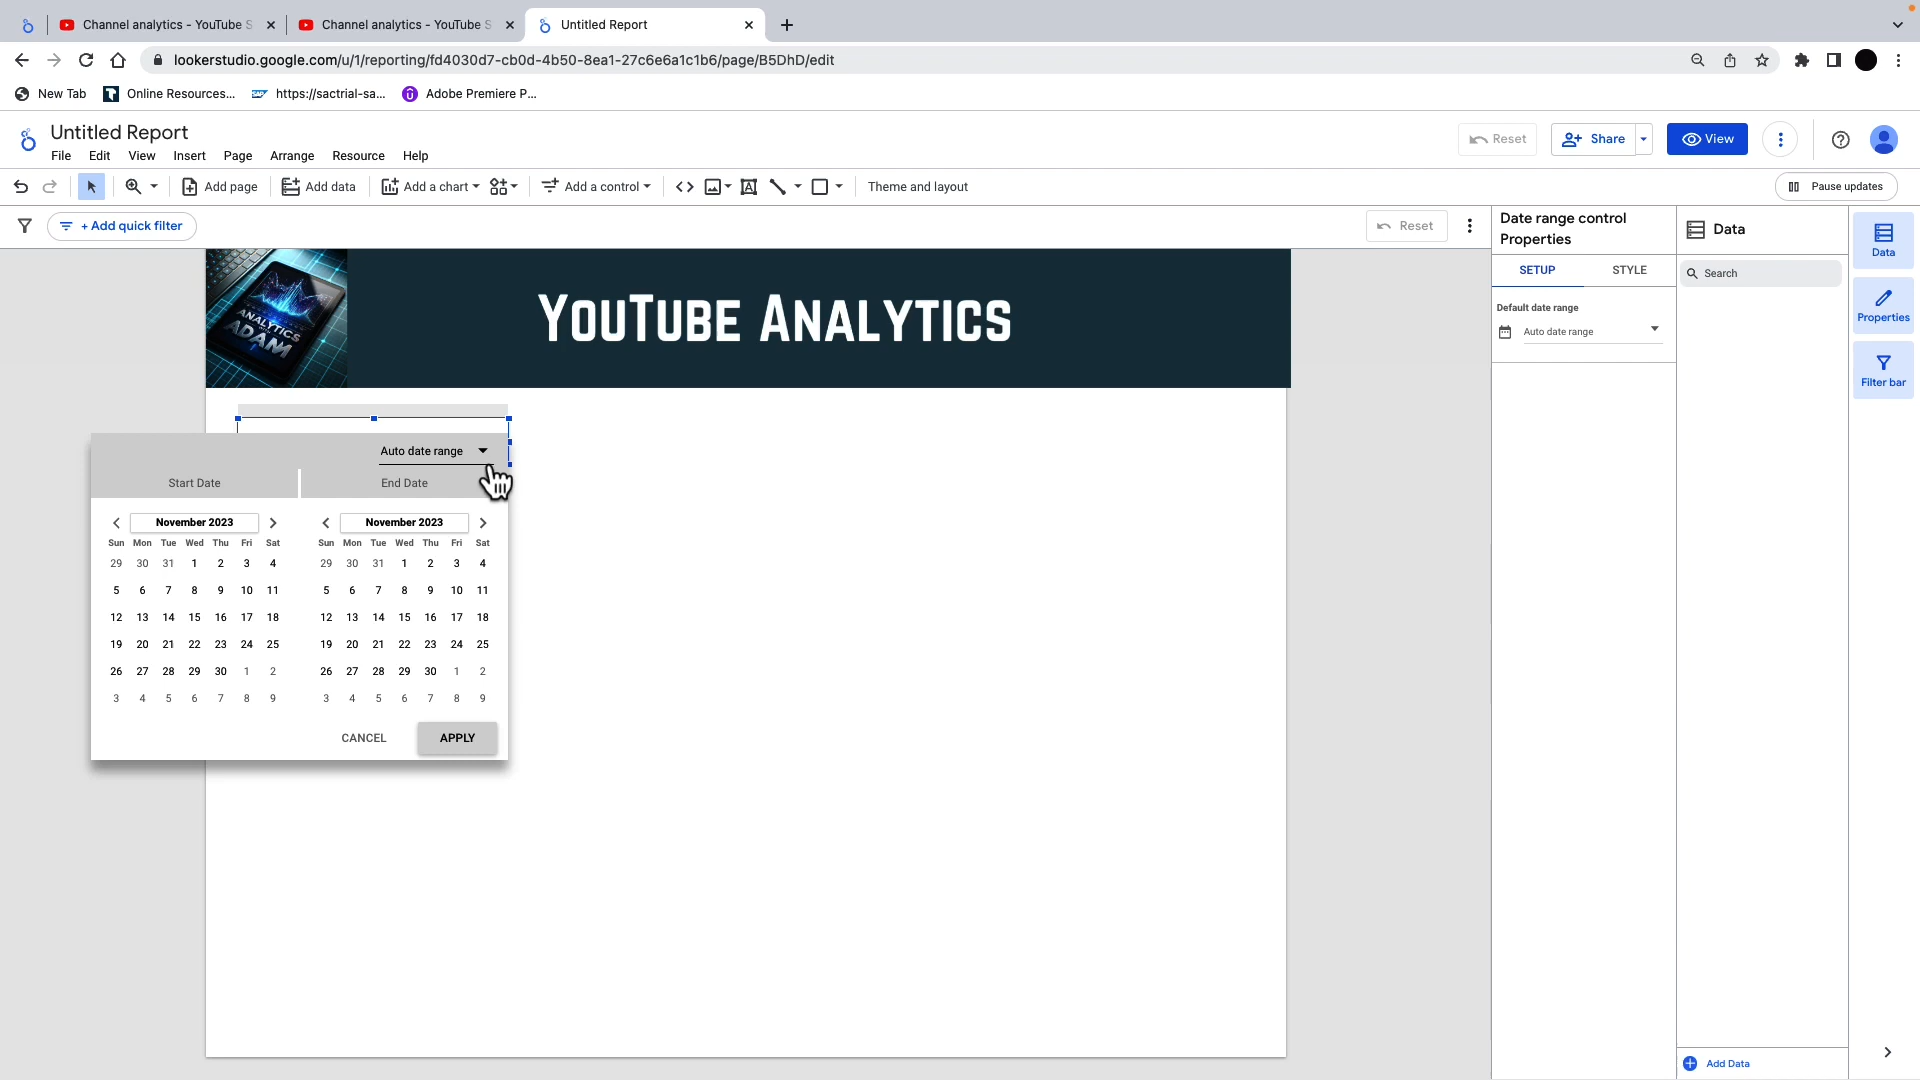 Channel analytics - YouTube S
Channel analytics - YouTube S
Untitled Report
lookerstudio.google.com/u/1/reporting/fd4030d7-cb0d-4b50-8ea1-27c6e6a1c1b6/page/B5DhD/edit
New Tab
Online Resources...
https://sactrial-sa...
Adobe Premiere P...
Untitled Report
File Edit View Insert Page Arrange Resource Help
Reset
Share
View
Add page
Add data
Add a chart
Add a control
Theme and layout
Pause updates
+ Add quick filter
Reset
Date range control
Properties
SETUP
STYLE
Default date range
Auto date range
Data
Search
Add Data
Data
Properties
Filter bar
ANALYTICS
WITH
ADAM
YouTube Analytics
Auto date range
Start Date
End Date
November 2023
November 2023
Sun Mon Tue Wed Thu Fri Sat
Sun Mon Tue Wed Thu Fri Sat
29 30 31 1 2 3 4
29 30 31 1 2 3 4
5 6 7 8 9 10 11
5 6 7 8 9 10 11
12 13 14 15 16 17 18
12 13 14 15 16 17 18
19 20 21 22 23 24 25
19 20 21 22 23 24 25
26 27 28 29 30 1 2
26 27 28 29 30 1 2
3 4 5 6 7 8 9
3 4 5 6 7 8 9
CANCEL
APPLY